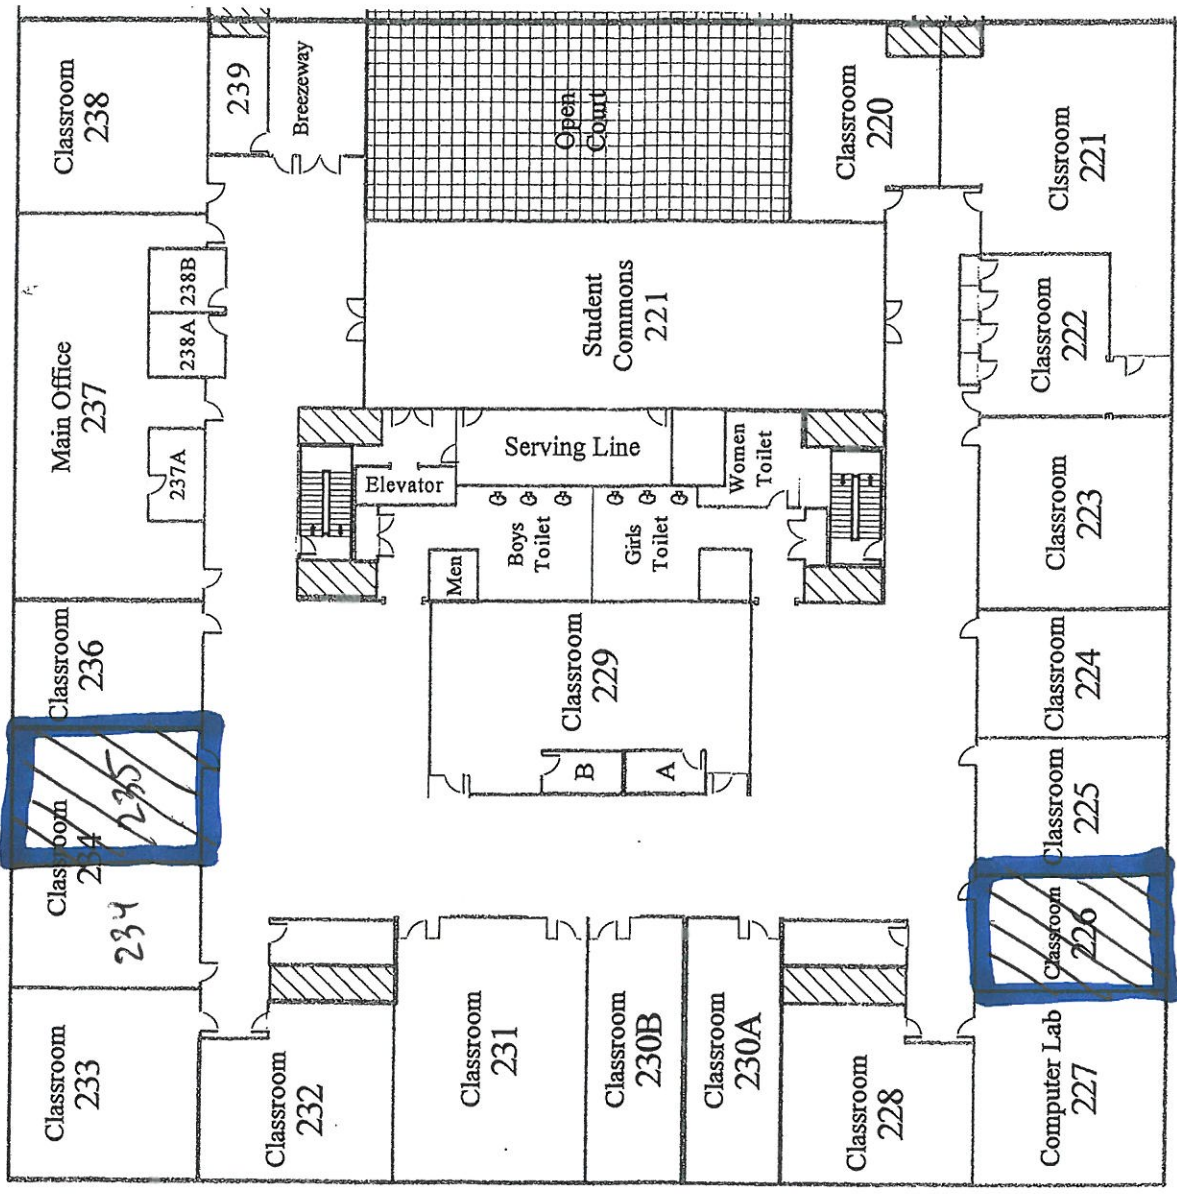 Classroom
238
239
Breezeway
Open
Court
Classroom
220
Clssroom
221
Main Office
237
238B
238A
237A
Student
Commons
221
Classroom
222
Serving Line
Elevator
Women
Toilet
Boys
Toilet
Girls
Toilet
Men
Classroom
223
Classroom
236
Classroom
229
B
A
Classroom
224
235
Classroom
234
234
Classroom
225
Classroom
226
Classroom
233
Classroom
232
Classroom
231
Classroom
230B
Classroom
230A
Classroom
228
Computer Lab
227